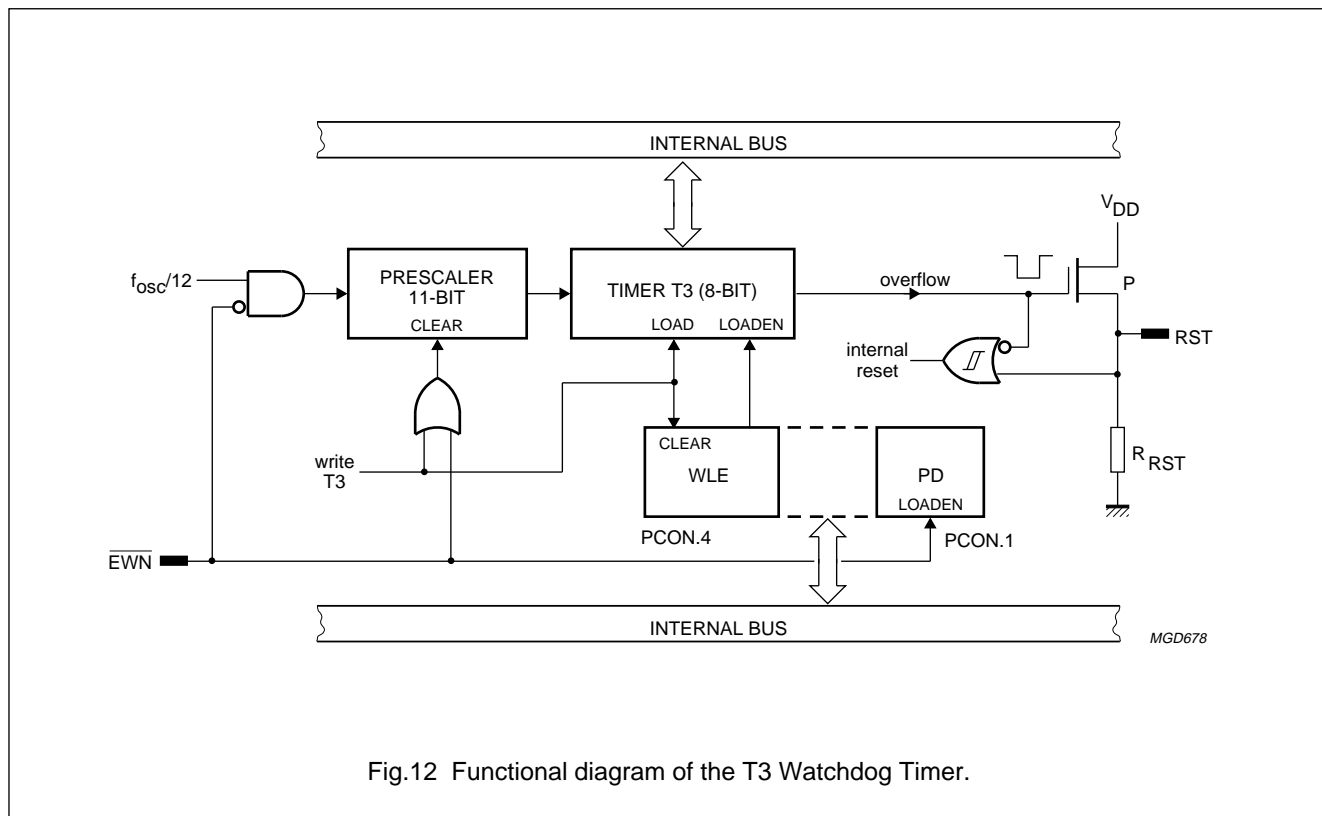 INTERNAL BUS
VDD
fosc/12
PRESCALER
11-BIT
CLEAR
TIMER T3 (8-BIT)
LOAD LOADEN
overflow
P
RST
internal
reset
write
T3
CLEAR
WLE
PD
LOADEN
RRST
PCON.4
PCON.1
EWN
INTERNAL BUS
MGD678
Fig.12 Functional diagram of the T3 Watchdog Timer.